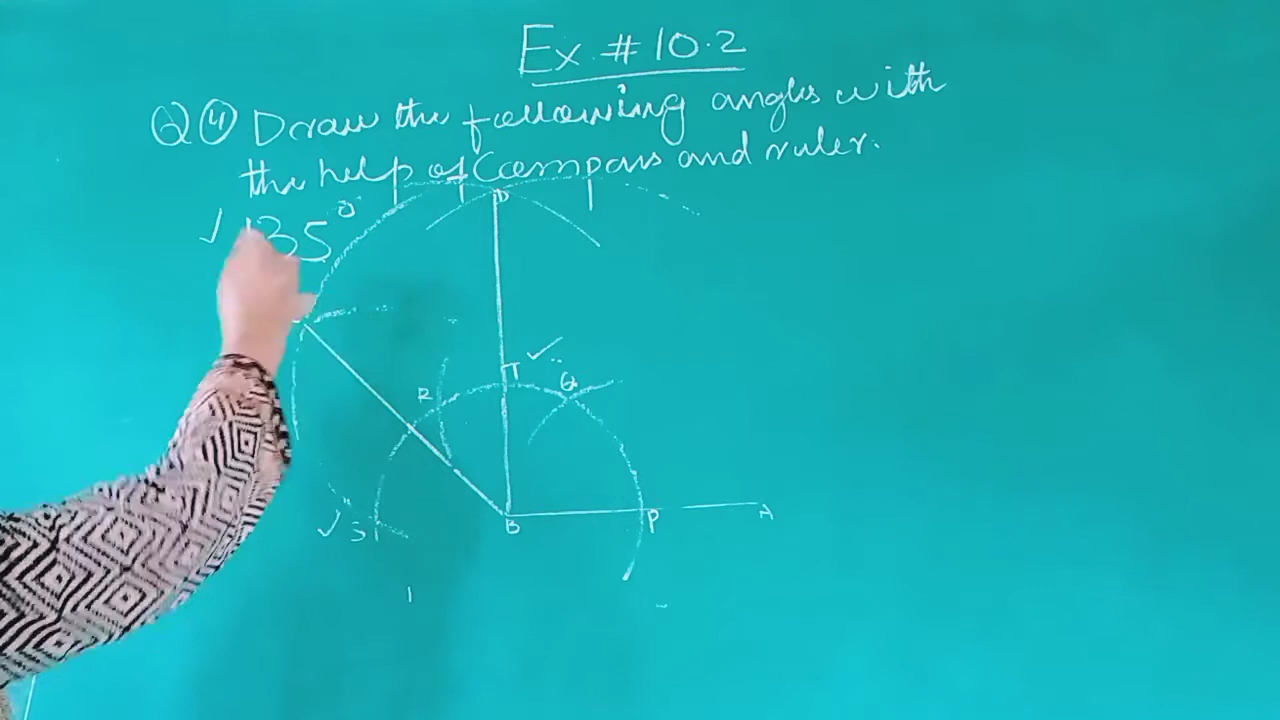 Ex. # 10.2
Q ④ Draw the following angles with
the help of Compass and ruler.
✓ 135°
D
T ✓
Q
R
✓ S
B
P
A